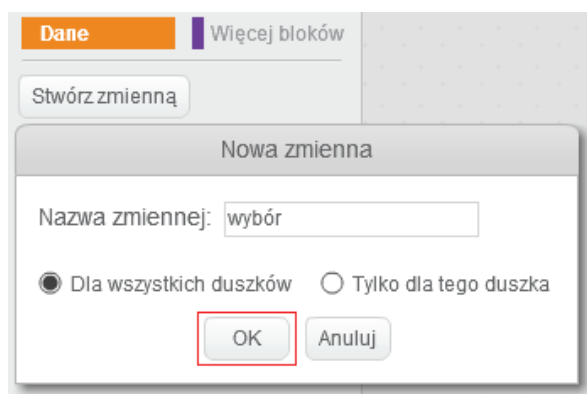 Dane Więcej bloków
Stwórz zmienną
Nowa zmienna
Nazwa zmiennej: wybór
Dla wszystkich duszków Tylko dla tego duszka
OK Anuluj